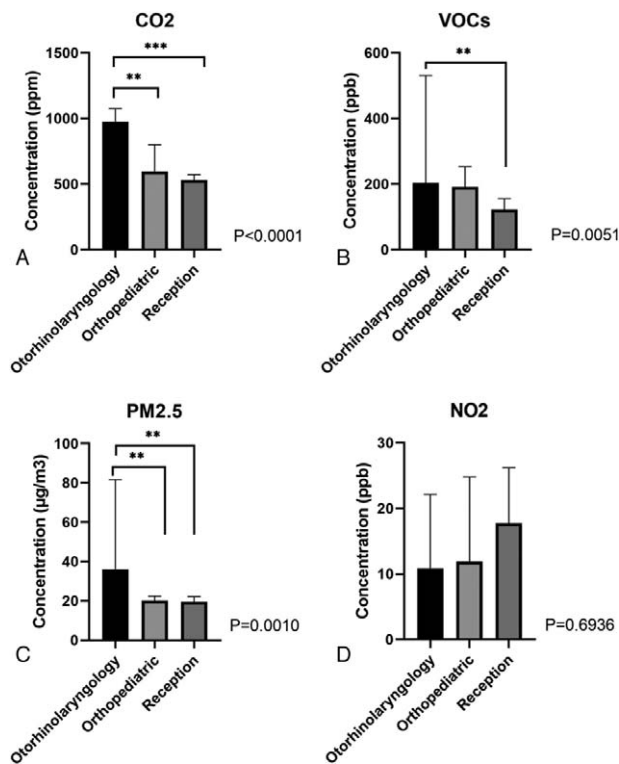 CO2
***
**
Concentration (ppm)
1500
1000
500
0
Otorhinolaryngology
Orthopediatric
Reception
P<0.0001
A
VOCs
**
Concentration (ppb)
600
400
200
0
Otorhinolaryngology
Orthopediatric
Reception
P=0.0051
B
PM2.5
**
**
Concentration (µg/m3)
100
80
60
40
20
0
Otorhinolaryngology
Orthopediatric
Reception
P=0.0010
C
NO2
Concentration (ppb)
30
20
10
0
Otorhinolaryngology
Orthopediatric
Reception
P=0.6936
D